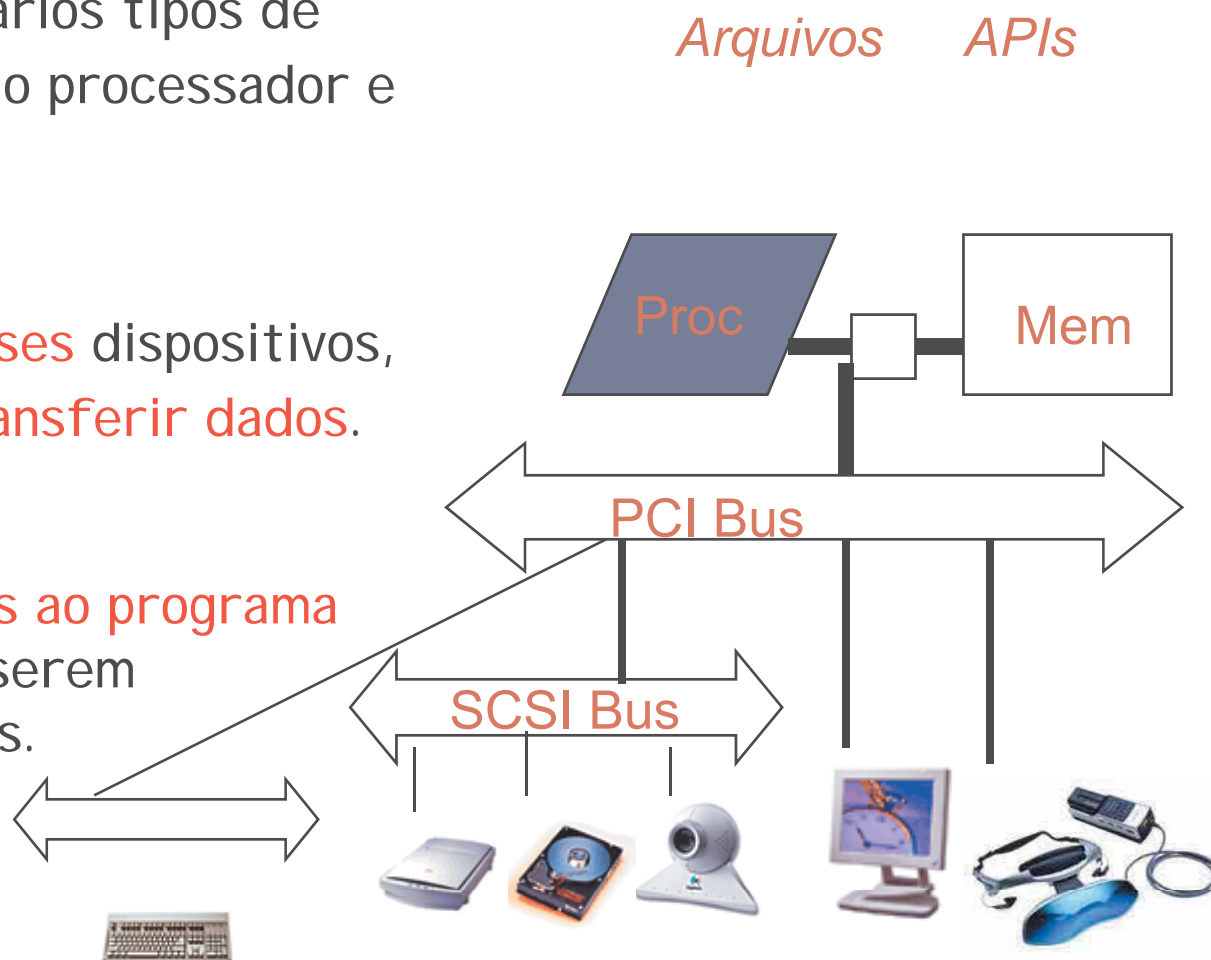 ários tipos de
o processador e
ses dispositivos,
ansferir dados.
s ao programa
serem
s.
Arquivos APIs
Proc
Mem
PCI Bus
SCSI Bus